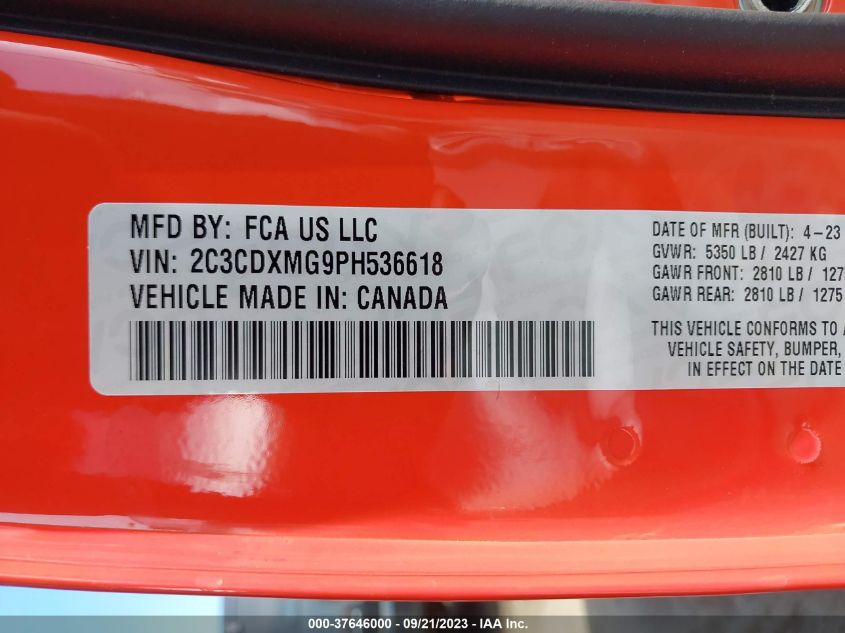 MFD BY: FCA US LLC
VIN: 2C3CDXMG9PH536618
VEHICLE MADE IN: CANADA
DATE OF MFR (BUILT): 4-23
GVWR: 5350 LB / 2427 KG
GAWR FRONT: 2810 LB / 127
GAWR REAR: 2810 LB / 1275
THIS VEHICLE CONFORMS TO
VEHICLE SAFETY, BUMPER,
IN EFFECT ON THE DATE
000-37646000 - 09/21/2023 - IAA Inc.